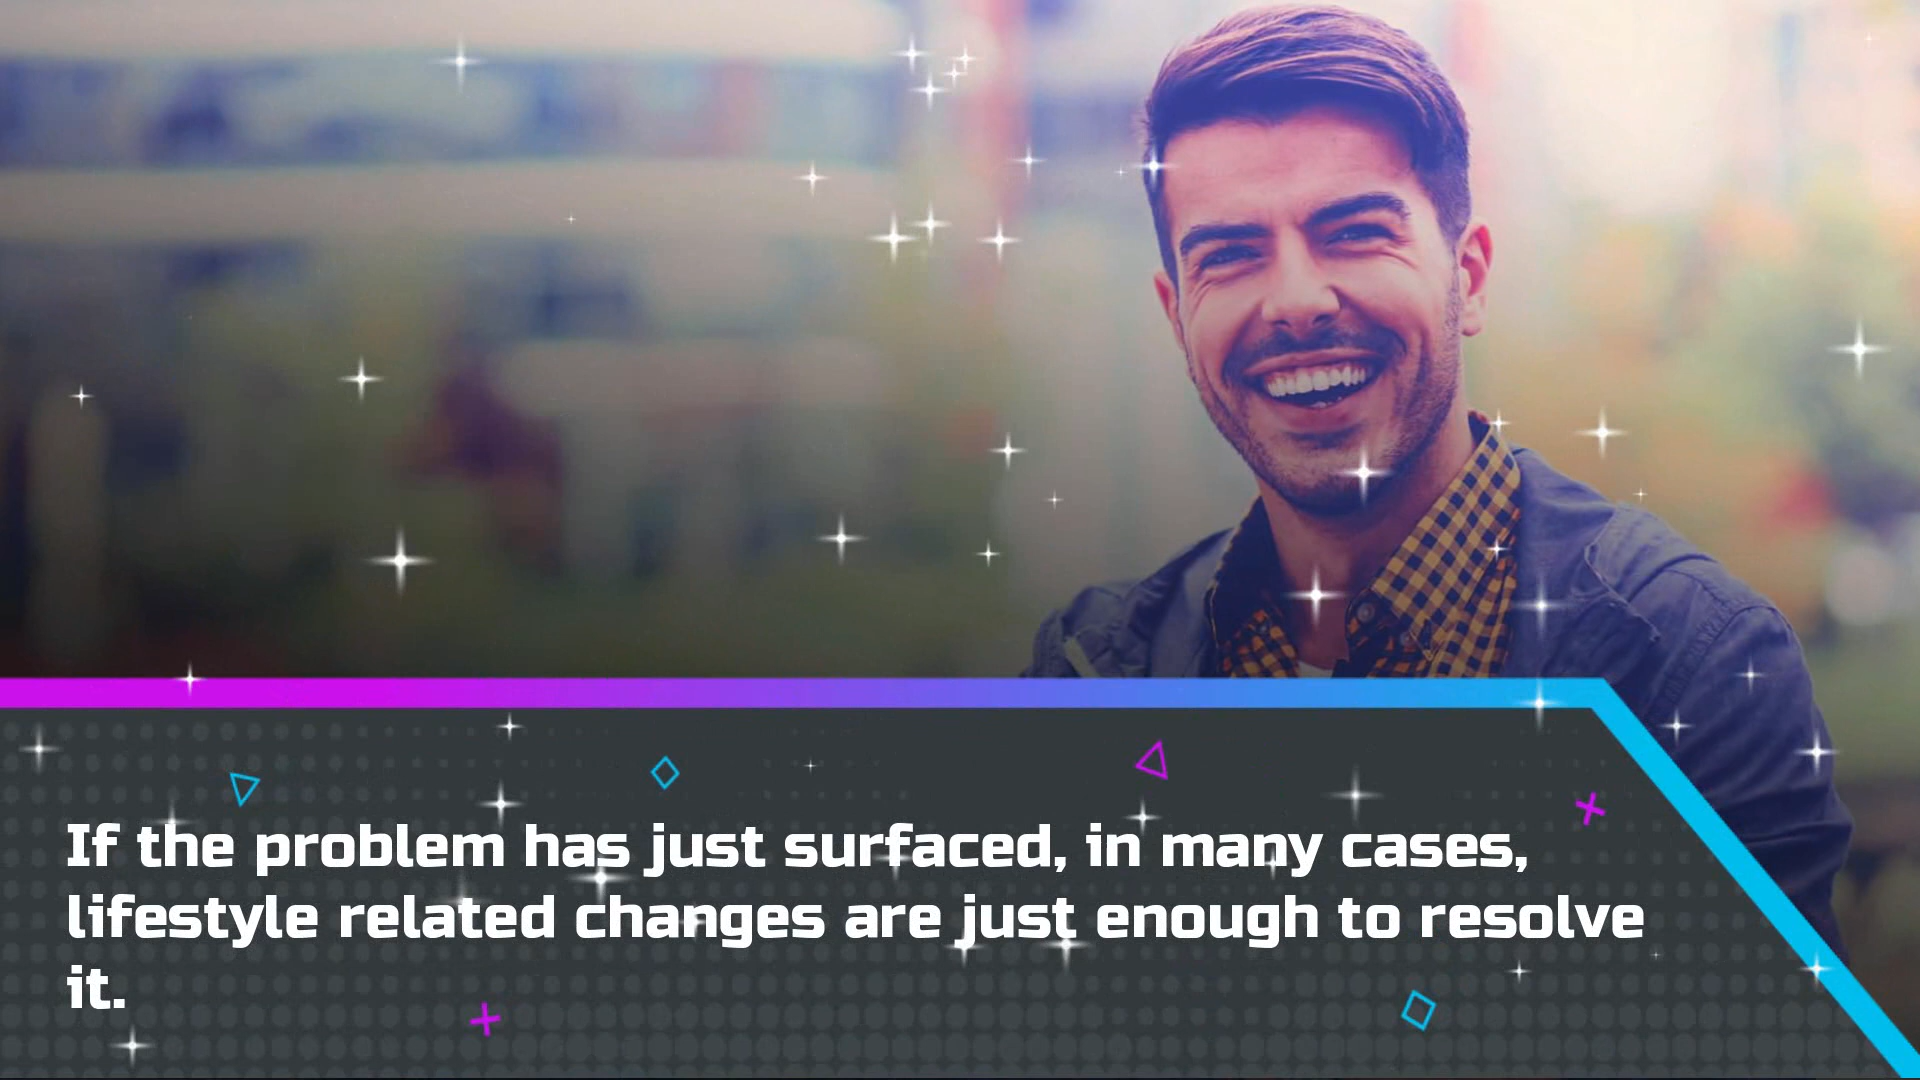 If the problem has just surfaced, in many cases,
lifestyle related changes are just enough to resolve
it.